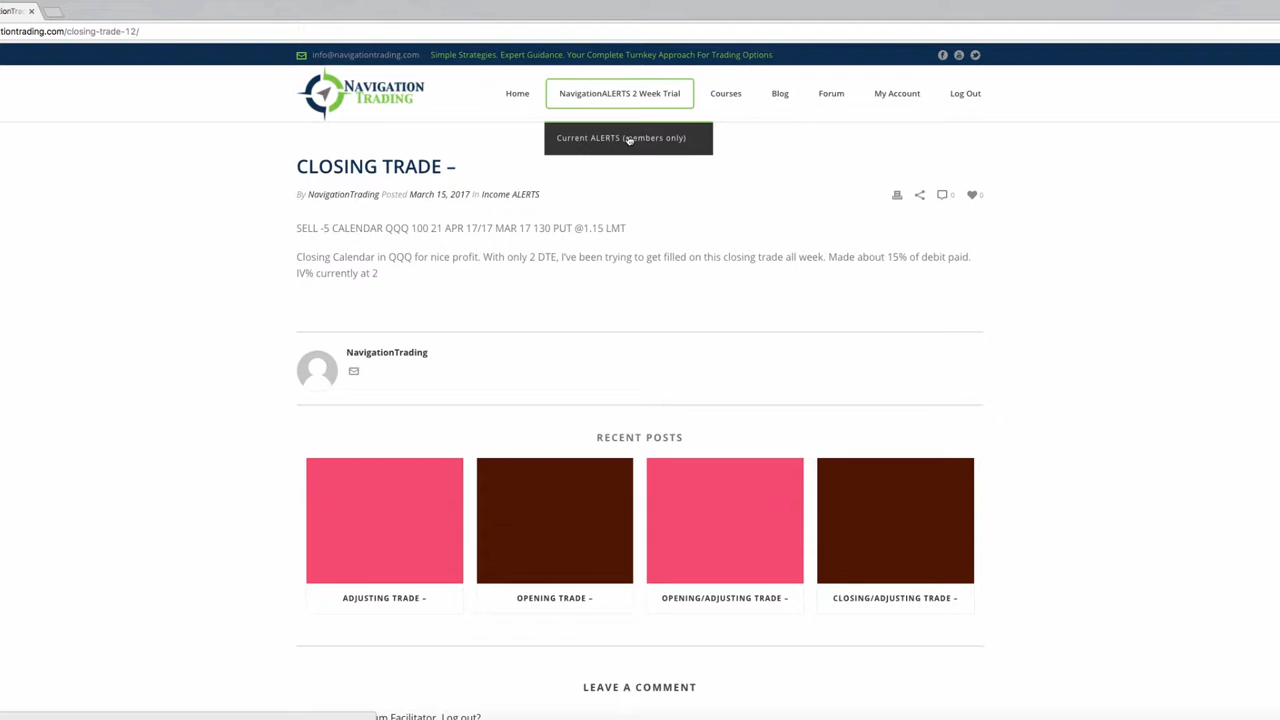 tiontrading.com/closing-trade-12/
info@navigationtrading.com Simple Strategies. Expert Guidance. Your Complete Turnkey Approach For Trading Options
NAVIGATION
TRADING
Home NavigationALERTS 2 Week Trial Courses Blog Forum My Account Log Out
Current ALERTS (members only)
CLOSING TRADE –
By NavigationTrading Posted March 15, 2017 In Income ALERTS
0 0
SELL -5 CALENDAR QQQ 100 21 APR 17/17 MAR 17 130 PUT @1.15 LMT
Closing Calendar in QQQ for nice profit. With only 2 DTE, I've been trying to get filled on this closing trade all week. Made about 15% of debit paid.
IV% currently at 2
NavigationTrading
RECENT POSTS
ADJUSTING TRADE – OPENING TRADE – OPENING/ADJUSTING TRADE – CLOSING/ADJUSTING TRADE –
LEAVE A COMMENT
Facilitator. Log out?